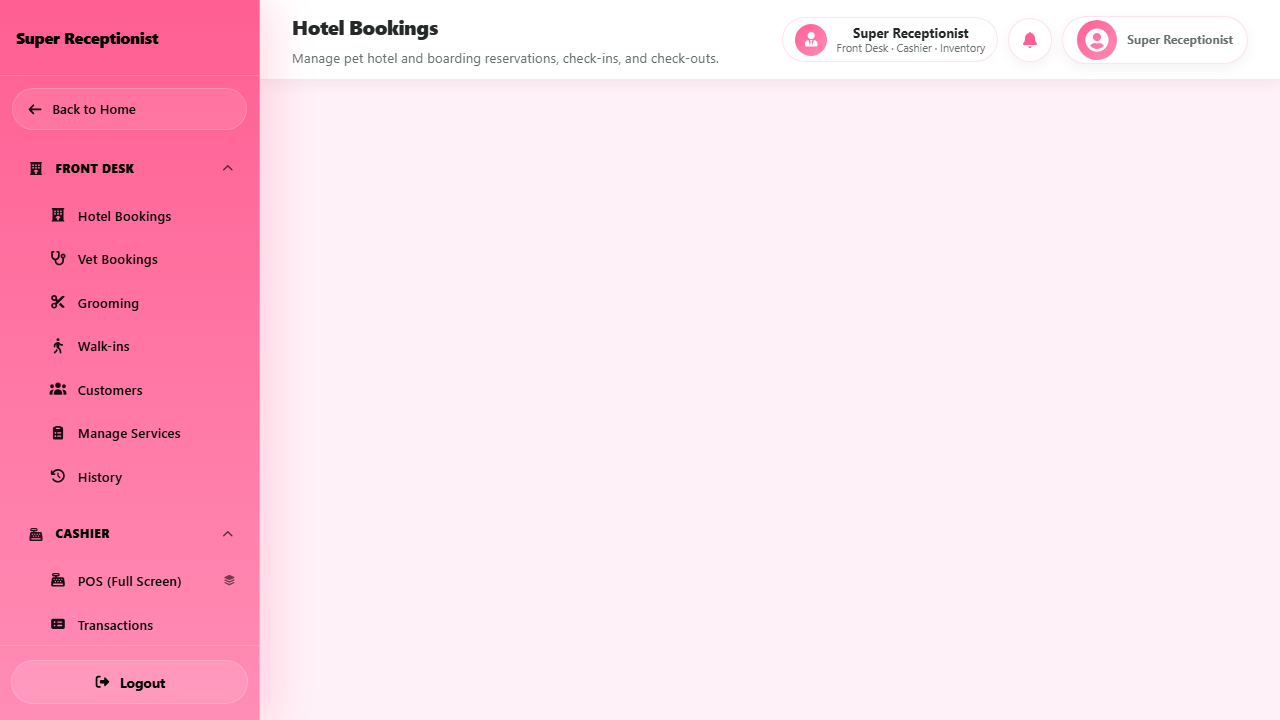 Super Receptionist
Back to Home
FRONT DESK
Hotel Bookings
Vet Bookings
Grooming
Walk-ins
Customers
Manage Services
History
CASHIER
POS (Full Screen)
Transactions
Logout
Hotel Bookings
Manage pet hotel and boarding reservations, check-ins, and check-outs.
Super Receptionist
Front Desk · Cashier · Inventory
Super Receptionist